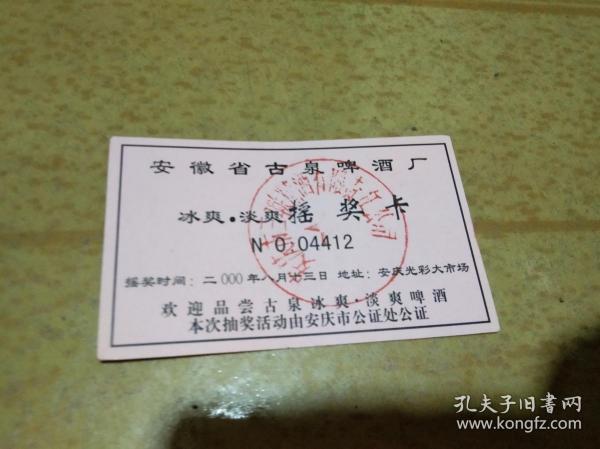 安徽省古泉啤酒厂
冰爽·淡爽摇奖卡
NO:04412
摇奖时间：二000年八月十三日 地址：安庆光彩大市场
欢迎品尝古泉冰爽·淡爽啤酒
本次抽奖活动由安庆市公证处公证
孔夫子旧书网
www.kongfz.com